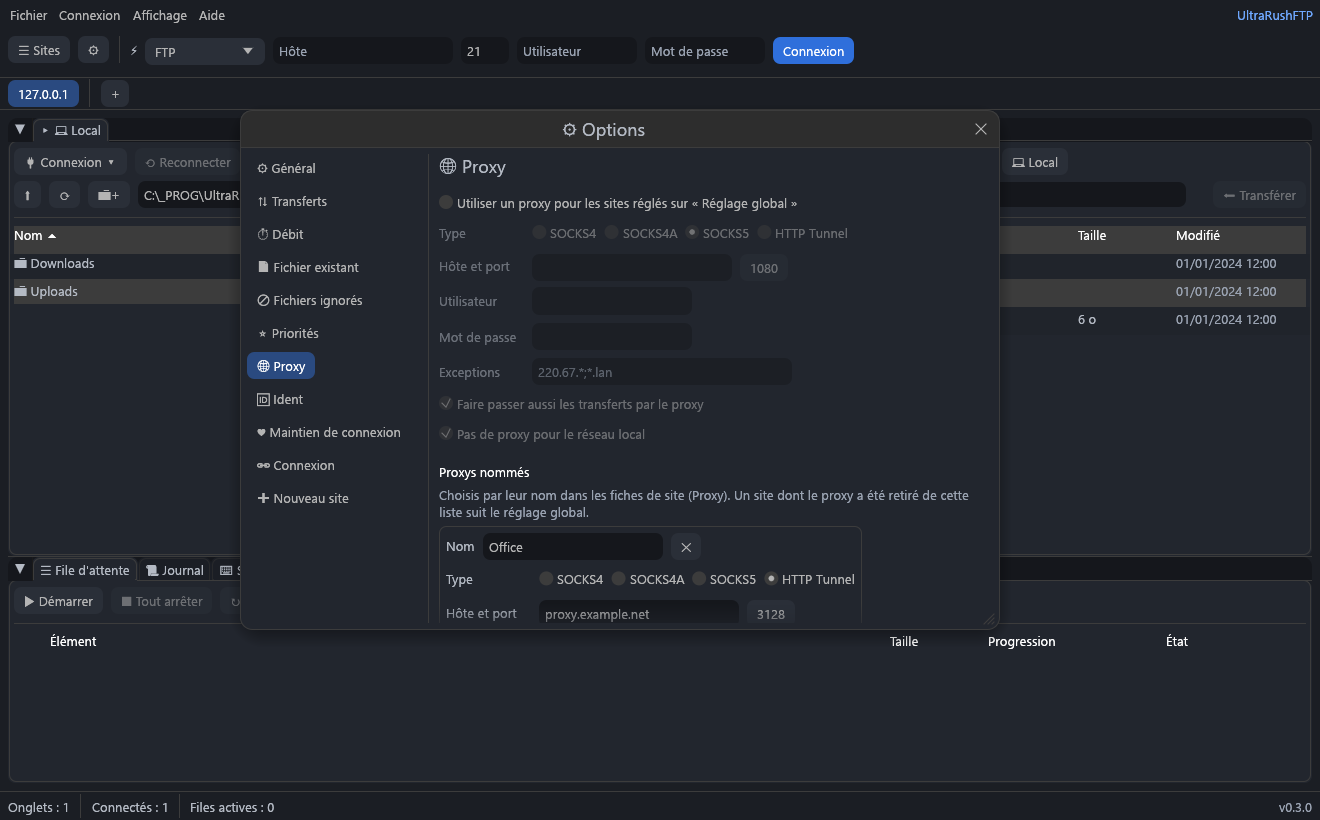 Fichier Connexion Affichage Aide UltraRushFTP
Sites FTP Hôte 21 Utilisateur Mot de passe Connexion
127.0.0.1 +
Local
Options
Connexion Reconnecter
Local
C:\_PROG\UltraR
Transférer
Nom
Taille Modifié
Downloads
01/01/2024 12:00
Uploads
01/01/2024 12:00
6 o 01/01/2024 12:00
Général
Transferts
Débit
Fichier existant
Fichiers ignorés
Priorités
Proxy
Ident
Maintien de connexion
Connexion
Nouveau site
Proxy
Utiliser un proxy pour les sites réglés sur « Réglage global »
Type SOCKS4 SOCKS4A SOCKS5 HTTP Tunnel
Hôte et port 1080
Utilisateur
Mot de passe
Exceptions 220.67.*;*.lan
Faire passer aussi les transferts par le proxy
Pas de proxy pour le réseau local
Proxys nommés
Choisis par leur nom dans les fiches de site (Proxy). Un site dont le proxy a été retiré de cette
liste suit le réglage global.
Nom Office
Type SOCKS4 SOCKS4A SOCKS5 HTTP Tunnel
Hôte et port proxy.example.net 3128
File d'attente Journal S
Démarrer Tout arrêter
Élément Taille Progression État
Onglets : 1 Connectés : 1 Files actives : 0 v0.3.0